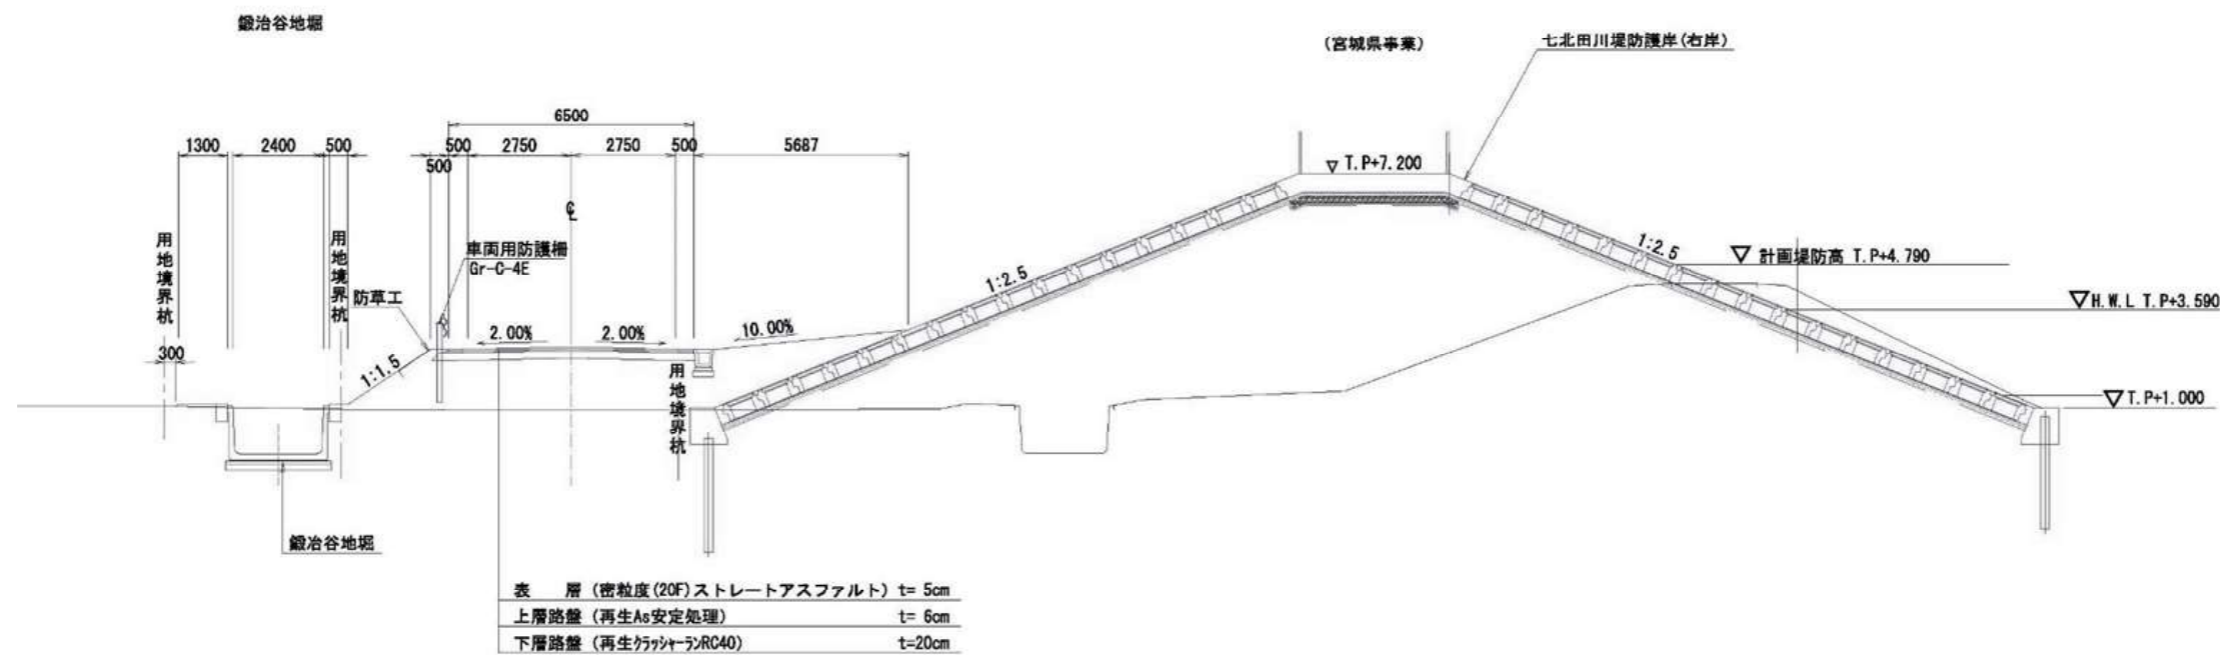 鍛冶谷地堀
(宮城県事業)
七北田川堤防護岸(右岸)
6500
1300
2400
500
500
2750
2750
500
5687
500
▽ T.P+7.200
℄
用地境界杭
用地境界杭
車両用防護柵
Gr-C-4E
1:2.5
▽ 計画堤防高 T.P+4.790
1:2.5
防草工
▽H.W.L T.P+3.590
2.00%
2.00%
10.00%
300
1:1.5
用地境界杭
▽T.P+1.000
鍛冶谷地堀
表 層 (密粒度(20F)ストレートアスファルト) t= 5cm
上層路盤 (再生As安定処理) t= 6cm
下層路盤 (再生クラッシャーランRC40) t=20cm